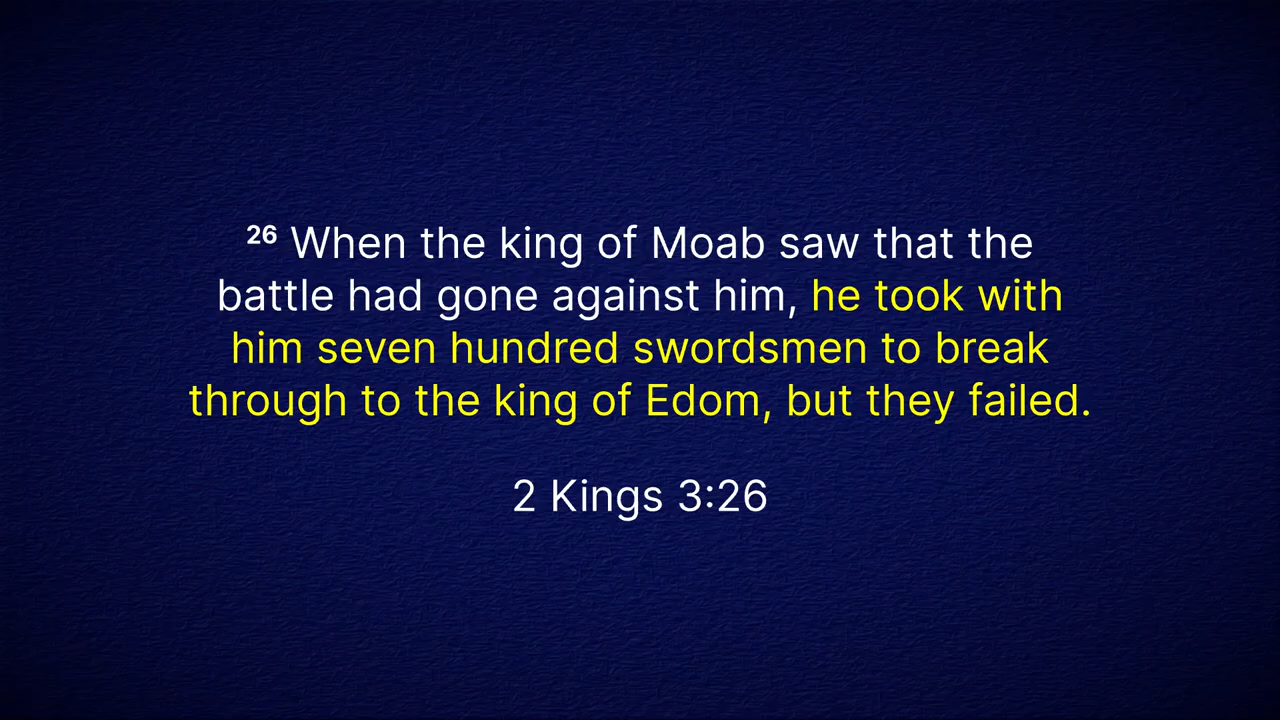 26 When the king of Moab saw that the
battle had gone against him, he took with
him seven hundred swordsmen to break
through to the king of Edom, but they failed.
2 Kings 3:26